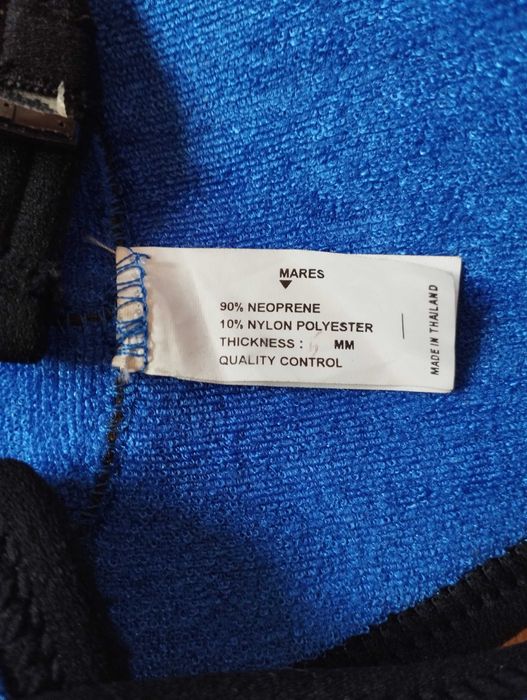 MARES
90% NEOPRENE
10% NYLON POLYESTER
THICKNESS : MM
QUALITY CONTROL
MADE IN THAILAND